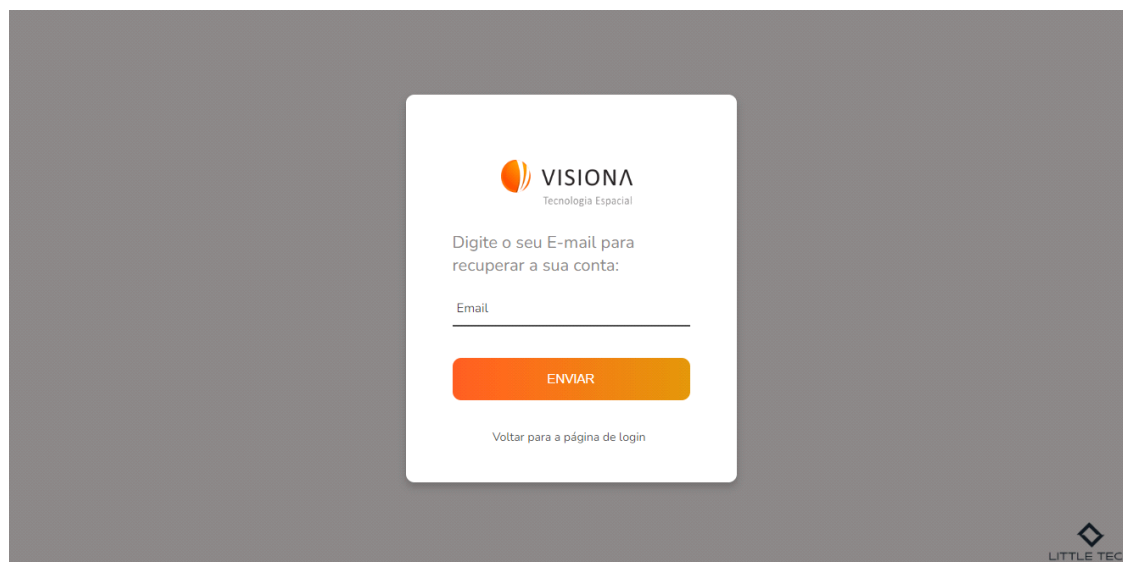 VISIONA
Tecnologia Espacial
Digite o seu E-mail para
recuperar a sua conta:
Email
ENVIAR
Voltar para a página de login
LITTLE TEC